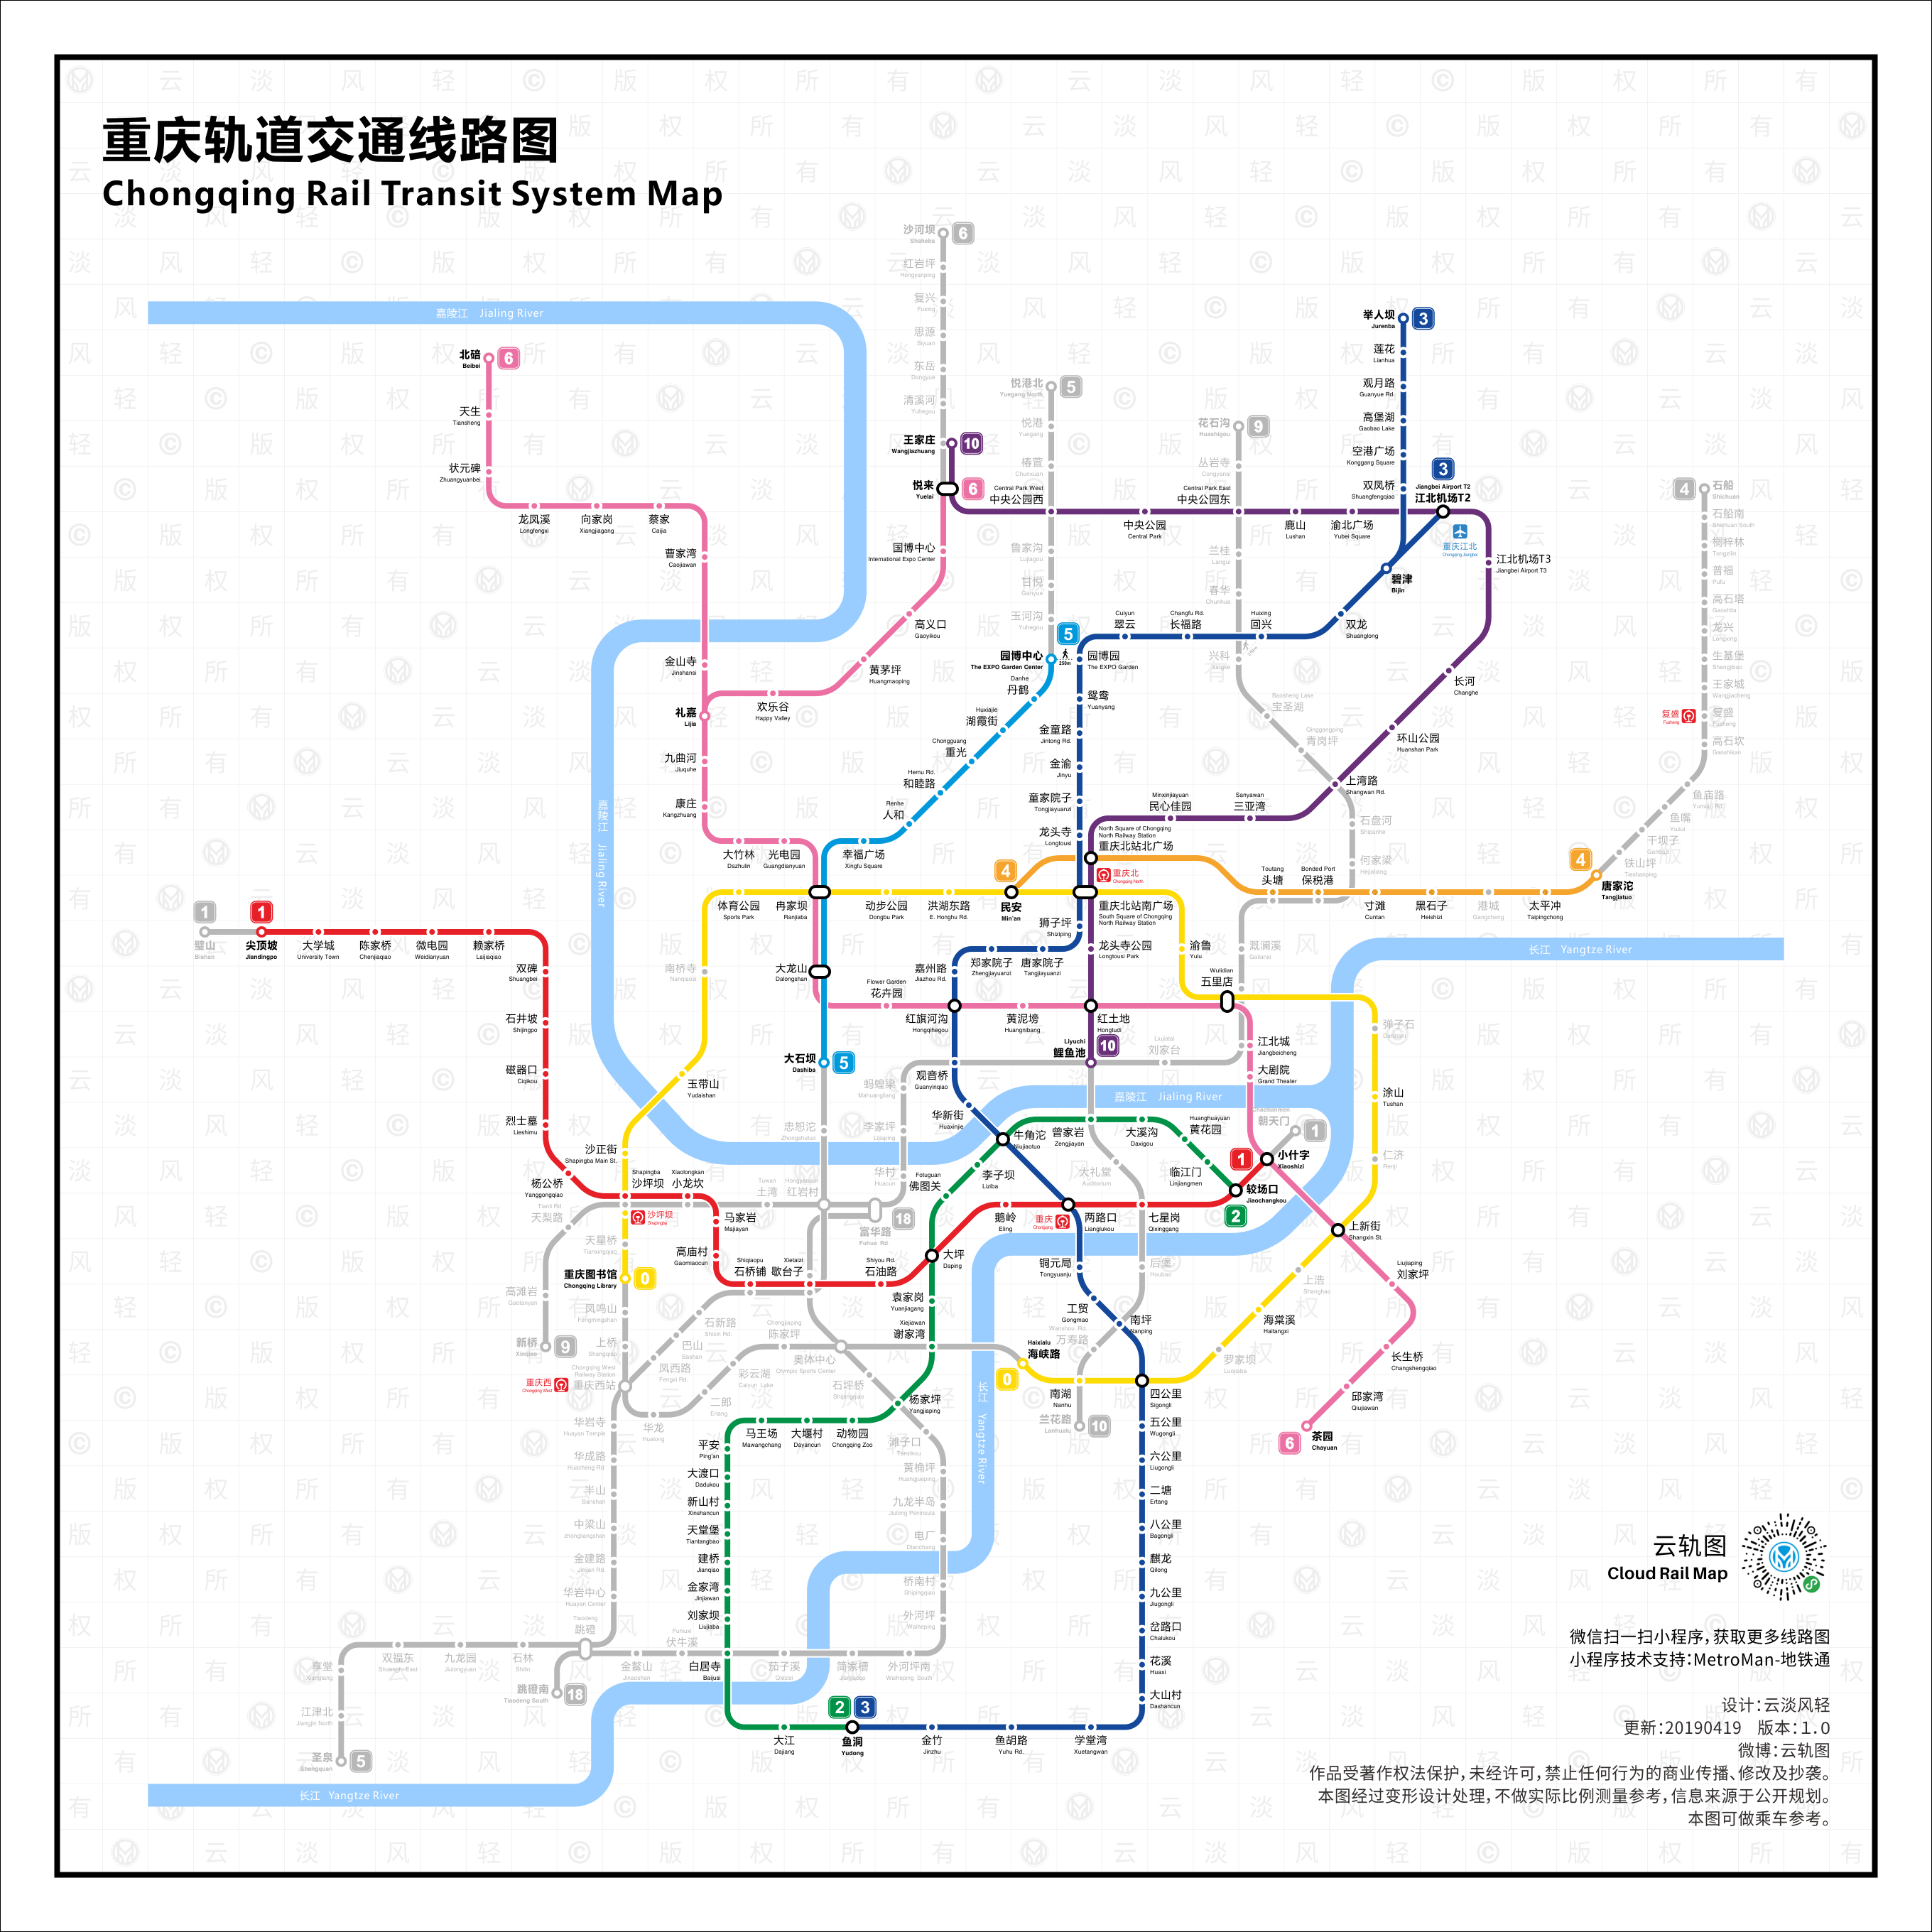 重庆轨道交通线路图
Chongqing Rail Transit System Map
沙河坝
Shaheba
6
红岩坪
Hongyanping
复兴
Fuxing
思源
Siyuan
东岳
Dongyue
清溪河
嘉陵江 Jialing River
北碚
Beibei
6
天生
Tiansheng
状元碑
Zhuangyuanbei
龙凤溪
Longfengxi
向家岗
Xiangjiagang
蔡家
Caijia
曹家湾
Caojiawan
金山寺
Jinshansi
礼嘉
Lijia
九曲河
Jiuquhe
康庄
Kangzhuang
大竹林
Dazhulin
光电园
Guangdianyuan
欢乐谷
Happy Valley
黄茅坪
Huangmaoping
高义口
Gaoyikou
国博中心
International Expo Center
悦来
Yuelai
6
王家庄
Wangjiazhuang
10
悦港北
Yuegang North
5
悦港
Yuegang
椿萱
Chunxuan
Central Park West
中央公园西
鲁家沟
Lujiagou
甘悦
Ganyue
玉河沟
Yuhegou
中央公园
Central Park
花石沟
Huashigou
9
丛岩寺
Congyansi
Central Park East
中央公园东
兰桂
Langui
春华
Chunhua
兴科
Xingke
鹿山
Lushan
渝北广场
Yubei Square
举人坝
Jurenba
3
莲花
Lianhua
观月路
Guanyue Rd.
高堡湖
Gaobao Lake
空港广场
Konggang Square
双凤桥
Shuangfengqiao
3
Jiangbei Airport T2
江北机场T2
重庆江北
Chongqing Jiangbei
碧津
Bijin
江北机场T3
Jiangbei Airport T3
双龙
Shuanglong
Huixing
回兴
Changfu Rd.
长福路
Cuiyun
翠云
5
园博中心
The EXPO Garden Center
258m
园博园
The EXPO Garden
鸳鸯
Yuanyang
金童路
Jintong Rd.
金渝
Jinyu
童家院子
Tongjiayuanzi
龙头寺
Longtousi
Danhe
丹鹤
Huxiajie
湖霞街
Chongguang
重光
Hemu Rd.
和睦路
Renhe
人和
幸福广场
Xingfu Square
长河
Changhe
环山公园
Huanshan Park
上湾路
Shangwan Rd.
Sanyawan
三亚湾
Minxinjiayuan
民心佳园
North Square of Chongqing
North Railway Station
重庆北站北广场
重庆北
Chongqing North
Baosheng Lake
宝圣湖
Qinggangping
青岗坪
石盘河
Shipanhe
何家梁
Hejialiang
4
石船
Shichuan
石船南
Shichuan South
桐梓林
Tongzilin
普福
Pufu
高石塔
Gaoshita
龙兴
Longxing
生基堡
Shengjibao
王家城
Wangjiacheng
复盛
Fusheng
复盛
Fusheng
高石坎
Gaoshikan
鱼庙路
Yumiao Rd.
鱼嘴
Yuzui
干坝子
Ganbazi
铁山坪
Tieshanping
4
唐家沱
Tangjiatuo
太平冲
Taipingchong
港城
Gangcheng
黑石子
Heishizi
寸滩
Cuntan
Bonded Port
保税港
Toutang
头塘
4
民安
Min'an
重庆北站南广场
South Square of Chongqing
North Railway Station
洪湖东路
E. Honghu Rd.
动步公园
Dongbu Park
冉家坝
Ranjiaba
体育公园
Sports Park
南桥寺
Nanqiaosi
玉带山
Yudaishan
狮子坪
Shiziping
龙头寺公园
Longtousi Park
渝鲁
Yulu
溉澜溪
Gailanxi
Wulidian
五里店
长江 Yangtze River
郑家院子
Zhengjiayuanzi
唐家院子
Tangjiayuanzi
嘉州路
Jiazhou Rd.
大龙山
Dalongshan
Flower Garden
花卉园
红旗河沟
Hongqihegou
黄泥塝
Huangnibang
红土地
Hongtudi
Liyuchi
鲤鱼池
10
Liujiatai
刘家台
江北城
Jiangbeicheng
大剧院
Grand Theater
弹子石
Danzishi
涂山
Tushan
仁济
Renji
1
璧山
Bishan
1
尖顶坡
Jiandingpo
大学城
University Town
陈家桥
Chenjiaqiao
微电园
Weidianyuan
赖家桥
Laijiaqiao
双碑
Shuangbei
石井坡
Shijingpo
磁器口
Ciqikou
烈士墓
Lieshimu
杨公桥
Yanggongqiao
嘉陵江 Jialing River
大石坝
Dashiba
5
观音桥
Guanyinqiao
蚂蝗梁
Mahuangliang
李家坪
Lijiaping
华村
Huacun
忠恕沱
Zhongshutuo
华新街
Huaxinjie
牛角沱
Niujiaotuo
嘉陵江 Jialing River
曾家岩
Zengjiayan
大溪沟
Daxigou
Huanghuayuan
黄花园
临江门
Linjiangmen
Chaotianmen
朝天门
1
1
小什字
Xiaoshizi
较场口
Jiaochangkou
2
七星岗
Qixinggang
大礼堂
Auditorium
两路口
Lianglukou
重庆
Chongqing
鹅岭
Eling
李子坝
Liziba
Fotuguan
佛图关
大坪
Daping
沙正街
Shapingba Main St.
Shapingba
沙坪坝
Xiaolongkan
小龙坎
沙坪坝
Shapingba
Tuwan
土湾
Hongyancun
红岩村
富华路
Fuhua Rd.
18
马家岩
Majiayan
高庙村
Gaomiaocun
Shiqiaopu
石桥铺
Xietaizi
歇台子
Shiyou Rd.
石油路
Tianli Rd.
天梨路
天星桥
Tianxingqiao
高滩岩
Gaotanyan
新桥
Xinqiao
9
重庆图书馆
Chongqing Library
0
凤鸣山
Fengmingshan
上桥
Shangqiao
Chongqing West
Railway Station
重庆西站
重庆西
Chongqing West
石新路
Shixin Rd.
巴山
Bashan
凤西路
Fengxi Rd.
彩云湖
Caiyun Lake
二郎
Erlang
华龙
Hualong
Chenjiaping
陈家坪
奥体中心
Olympic Sports Center
石坪桥
Shipingqiao
袁家岗
Yuanjiagang
Xiejiawan
谢家湾
杨家坪
Yangjiaping
滩子口
Tanzikou
黄桷坪
Huangjueping
九龙半岛
Jiulong Peninsula
电厂
Dianchang
桥南村
外河坪
Waiheping
Haixialu
海峡路
0
南湖
Nanhu
兰花路
Lanhualu
10
Wanshou Rd.
万寿路
后堡
Houbao
铜元局
Tongyuanju
工贸
Gongmao
南坪
Nanping
四公里
Sigongli
五公里
Wugongli
六公里
Liugongli
二塘
Ertang
八公里
Bagongli
麒龙
Qilong
九公里
Jiugongli
岔路口
Chalukou
花溪
Huaxi
大山村
Dashancun
上新街
Shangxin St.
上浩
Shanghao
海棠溪
Haitangxi
罗家坝
Luojiaba
Liujiaping
刘家坪
长生桥
Changshengqiao
邱家湾
Qiujiawan
6
茶园
Chayuan
长江 Yangtze River
马王场
Mawangchang
大堰村
Dayancun
动物园
Chongqing Zoo
平安
Ping'an
大渡口
Dadukou
新山村
Xinshancun
天堂堡
Tiantangbao
建桥
Jianqiao
金家湾
Jinjiawan
刘家坝
Liujiaba
白居寺
Baijusi
大江
Dajiang
2
3
鱼洞
Yudong
金竹
Jinzhu
鱼胡路
Yuhu Rd.
学堂湾
Xuetangwan
华岩寺
Huayan Temple
华成路
Huacheng Rd.
半山
Banshan
中梁山
Zhongliangshan
金建路
Jinjian Rd.
华岩中心
Huayan Center
Tiaodeng
跳磴
跳磴南
Tiaodeng South
18
金鳌山
Jinaoshan
Funiuxi
伏牛溪
茄子溪
Qiezixi
简家槽
Jianjiacao
外河坪南
Waiheping South
石林
Shilin
九龙园
Jiulongyuan
双福东
Shuangfu East
享堂
Xiangtang
江津北
Jiangjin North
圣泉
Shengquan
5
长江 Yangtze River
云轨图
Cloud Rail Map
微信扫一扫小程序，获取更多线路图
小程序技术支持：MetroMan-地铁通
设计：云淡风轻
更新：20190419 版本：1.0
微博：云轨图
作品受著作权法保护，未经许可，禁止任何行为的商业传播、修改及抄袭。
本图经过变形设计处理，不做实际比例测量参考，信息来源于公开规划。
本图可做乘车参考。